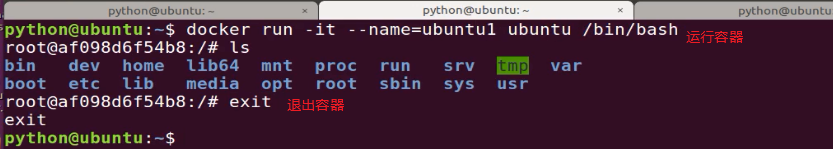 python@ubuntu: ~ × python@ubuntu: ~ × python@ubuntu: ~
python@ubuntu:~$ docker run -it --name=ubuntu1 ubuntu /bin/bash 运行容器
root@af098d6f54b8:/# ls
bin dev home lib64 mnt proc run srv tmp var
boot etc lib media opt root sbin sys usr
root@af098d6f54b8:/# exit 退出容器
exit
python@ubuntu:~$